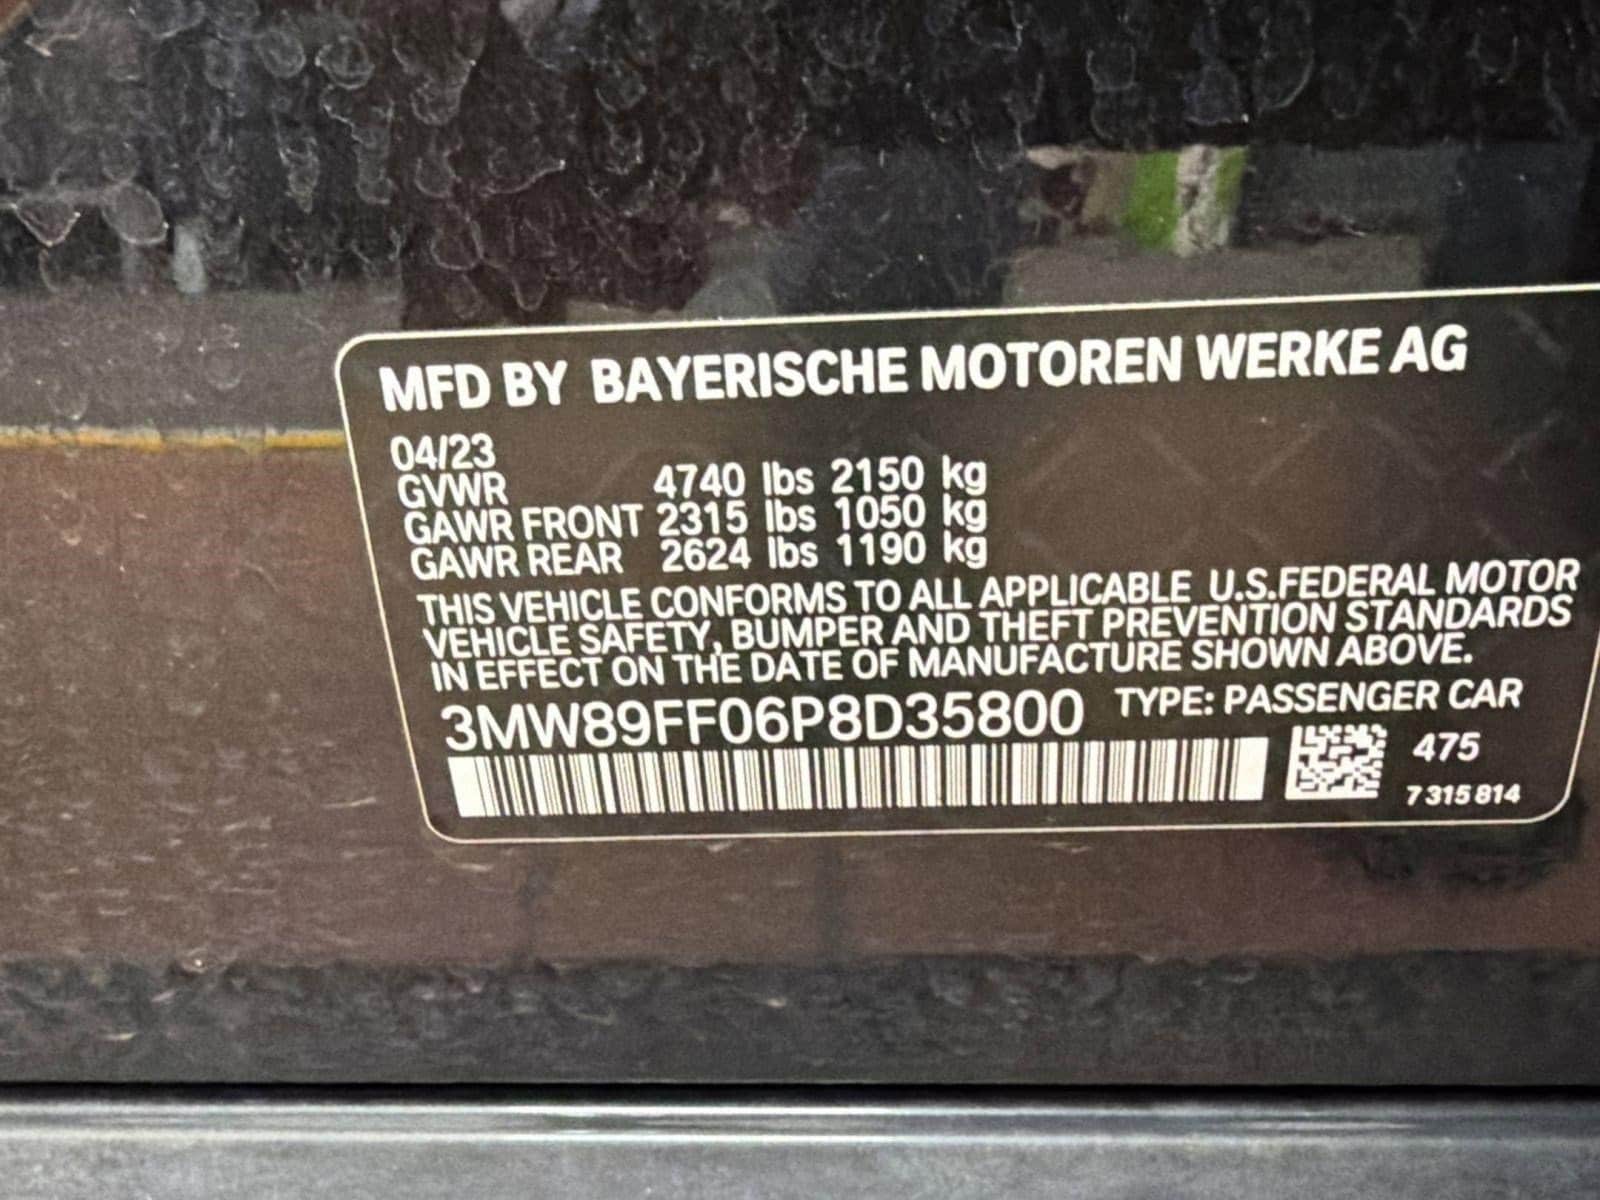 MFD BY BAYERISCHE MOTOREN WERKE AG
04/23
GVWR 4740 lbs 2150 kg
GAWR FRONT 2315 lbs 1050 kg
GAWR REAR 2624 lbs 1190 kg
THIS VEHICLE CONFORMS TO ALL APPLICABLE U.S.FEDERAL MOTOR
VEHICLE SAFETY, BUMPER AND THEFT PREVENTION STANDARDS
IN EFFECT ON THE DATE OF MANUFACTURE SHOWN ABOVE.
3MW89FF06P8D35800 TYPE: PASSENGER CAR
475
7 315 814